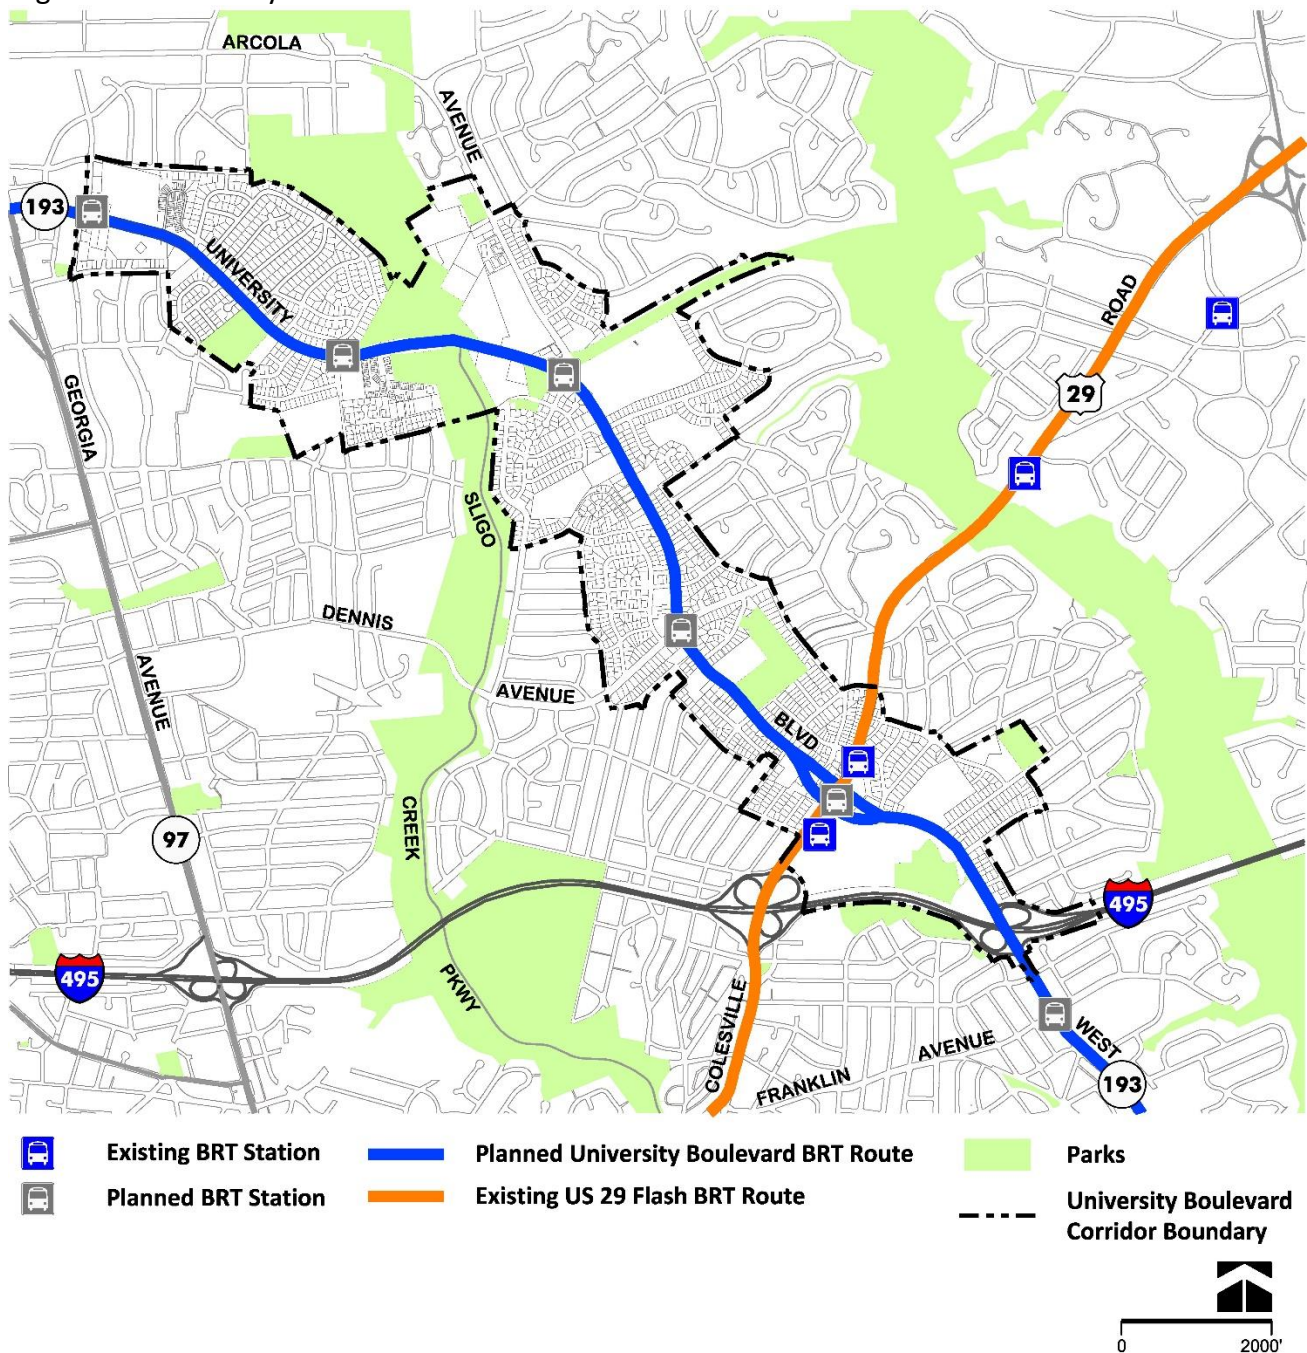 ARCOLA
AVENUE
193
UNIVERSITY
ROAD
29
GEORGIA
SLIGO
DENNIS
AVENUE
AVENUE
BLVD
CREEK
97
495
495
PKWY
COLESVILLE
WEST
AVENUE
FRANKLIN
193
Existing BRT Station
Planned University Boulevard BRT Route
Parks
Planned BRT Station
Existing US 29 Flash BRT Route
University Boulevard
Corridor Boundary
0 2000'